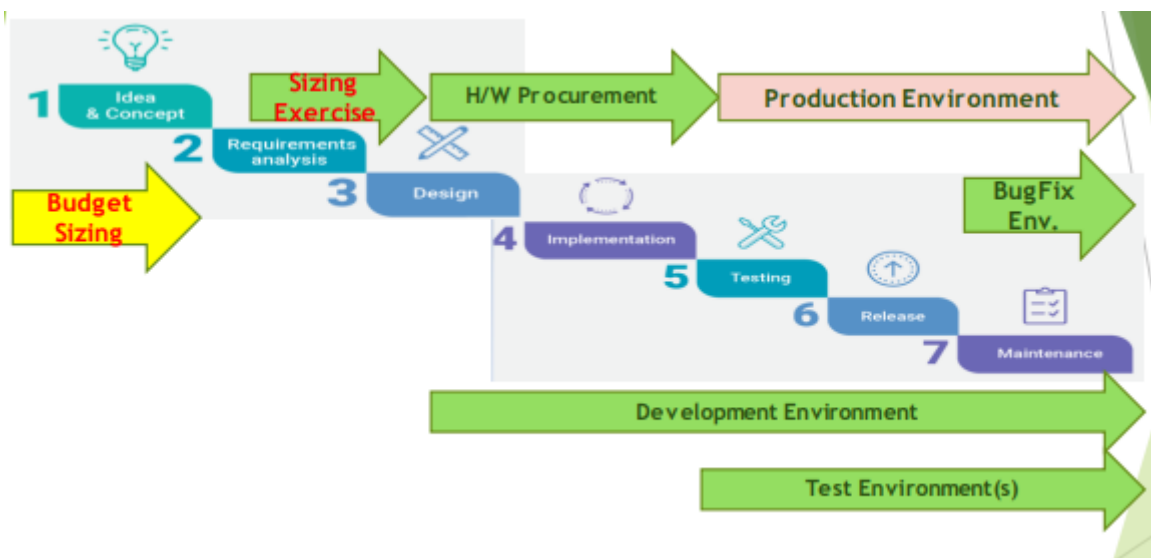 1
Idea
& Concept
Sizing
Exercise
H/W Procurement
Production Environment
2
Requirements
analysis
3
Design
Budget
Sizing
BugFix
Env.
4
Implementation
5
Testing
6
Release
7
Maintenance
Development Environment
Test Environment(s)